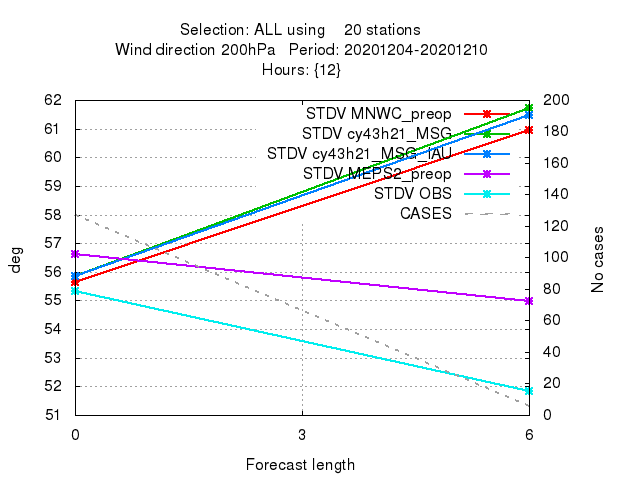 Selection: ALL using 20 stations
Wind direction 200hPa Period: 20201204-20201210
Hours: {12}
62 200
61 180
60 160
59 140
58 120
57 100
56 80
55 60
54 40
53 20
52 0
51
STDV MNWC_preop
STDV cy43h21_MSG
STDV cy43h21_MSG_IAU
STDV MEPS2_preop
STDV OBS
CASES
deg
No cases
0 3 6
Forecast length